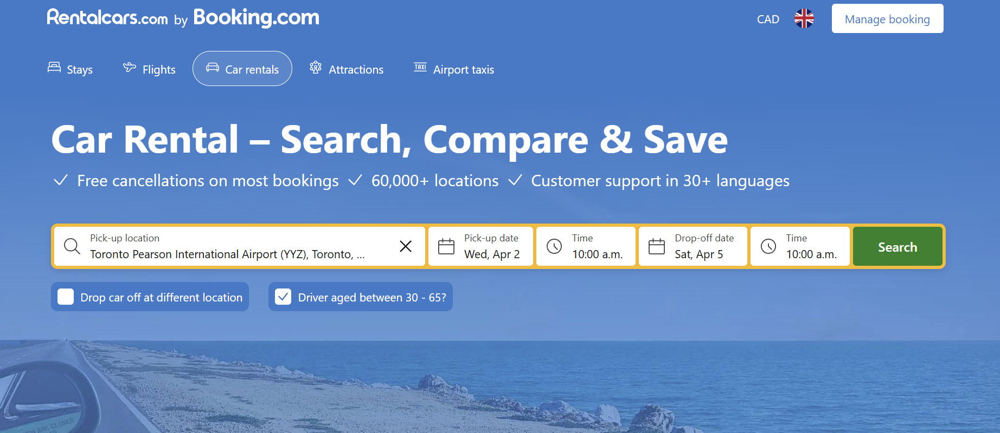 Rentalcars.com by Booking.com
CAD
Manage booking
Stays
Flights
Car rentals
Attractions
TAXI
Airport taxis
Car Rental – Search, Compare & Save
Free cancellations on most bookings
60,000+ locations
Customer support in 30+ languages
Pick-up location
Toronto Pearson International Airport (YYZ), Toronto, ...
Pick-up date
Wed, Apr 2
Time
10:00 a.m.
Drop-off date
Sat, Apr 5
Time
10:00 a.m.
Search
Drop car off at different location
Driver aged between 30 - 65?
ARE CLOSER